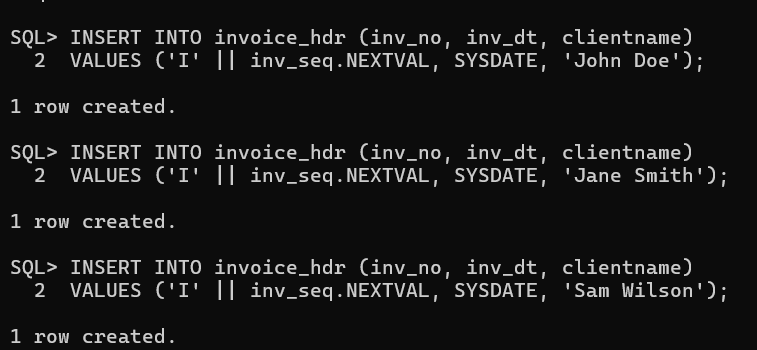 SQL> INSERT INTO invoice_hdr (inv_no, inv_dt, clientname)
  2  VALUES ('I' || inv_seq.NEXTVAL, SYSDATE, 'John Doe');
1 row created.
SQL> INSERT INTO invoice_hdr (inv_no, inv_dt, clientname)
  2  VALUES ('I' || inv_seq.NEXTVAL, SYSDATE, 'Jane Smith');
1 row created.
SQL> INSERT INTO invoice_hdr (inv_no, inv_dt, clientname)
  2  VALUES ('I' || inv_seq.NEXTVAL, SYSDATE, 'Sam Wilson');
1 row created.